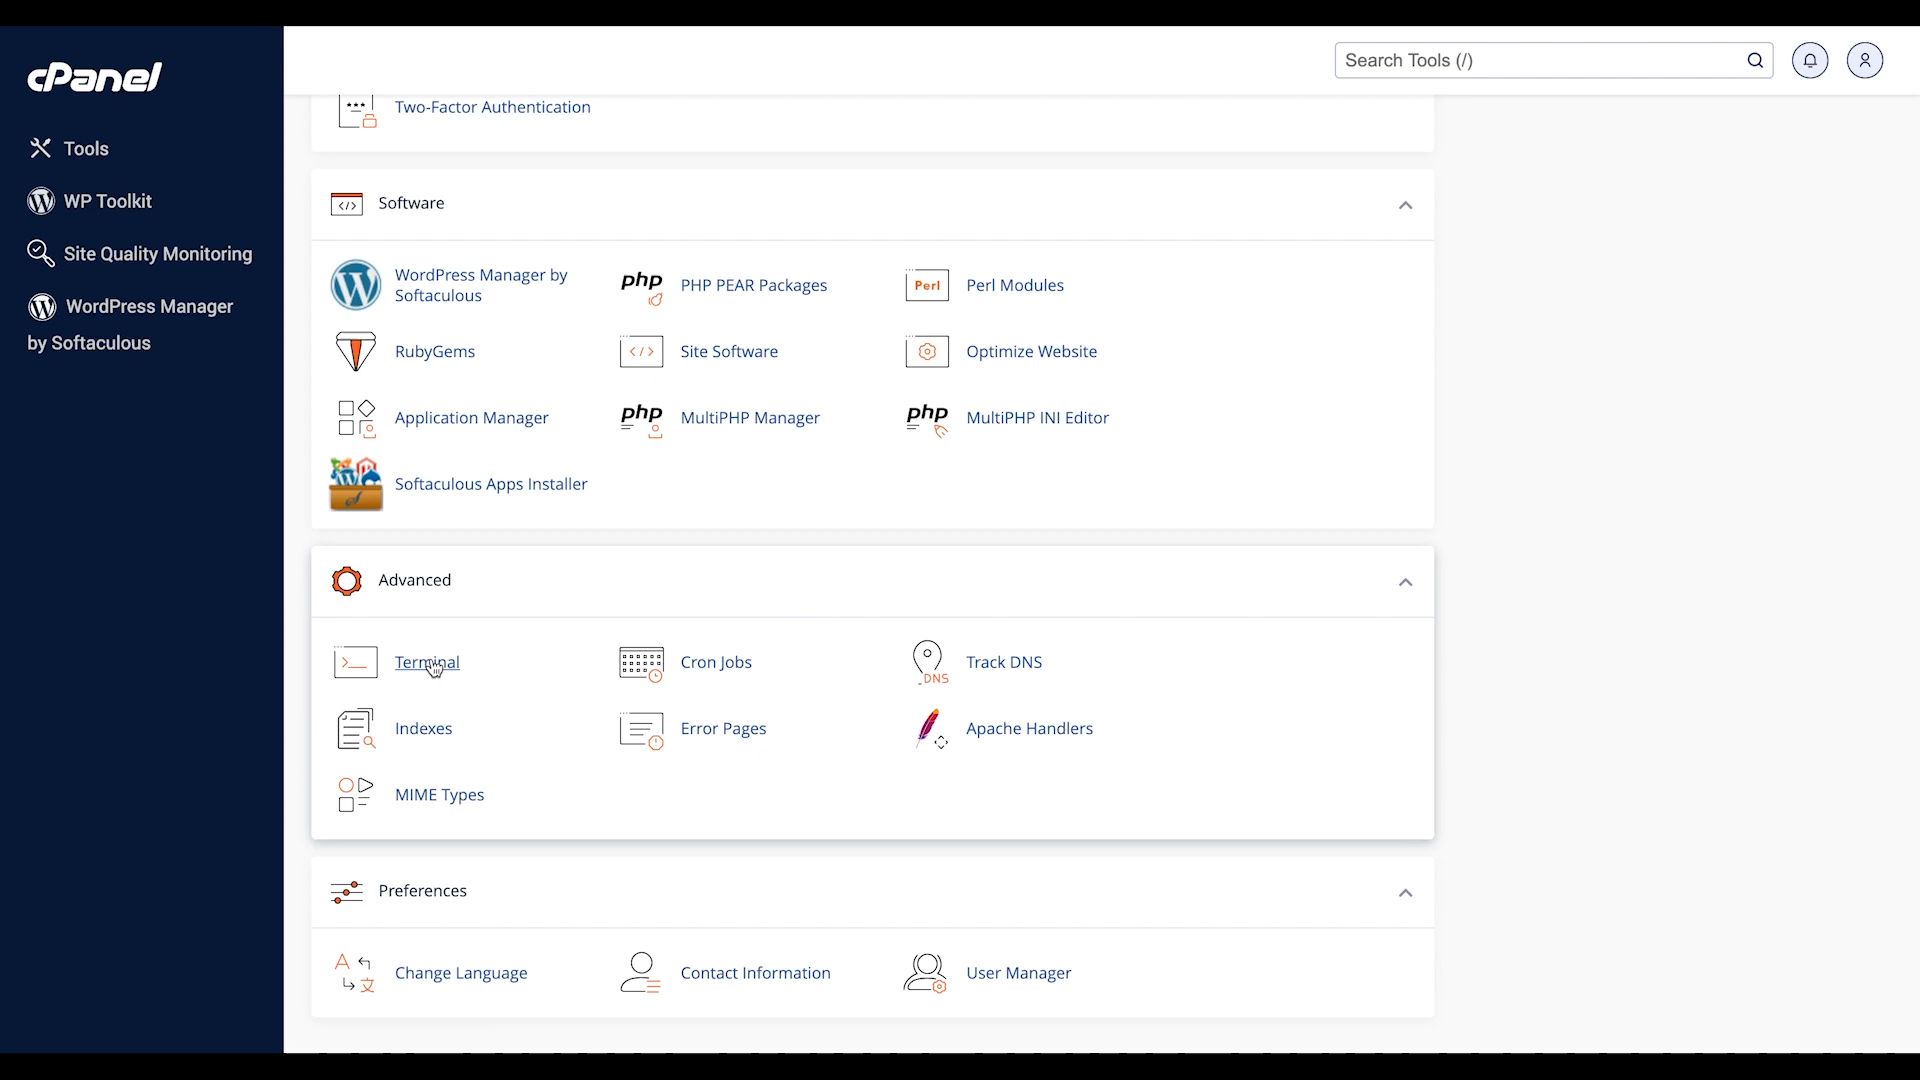 cPanel
Search Tools (/)
Tools
WP Toolkit
Site Quality Monitoring
WordPress Manager
by Softaculous
Two-Factor Authentication
Software
WordPress Manager by
Softaculous
php
PHP PEAR Packages
Perl
Perl Modules
RubyGems
Site Software
Optimize Website
Application Manager
php
MultiPHP Manager
php
MultiPHP INI Editor
Softaculous Apps Installer
Advanced
Terminal
Cron Jobs
DNS
Track DNS
Indexes
Error Pages
Apache Handlers
MIME Types
Preferences
A
文
Change Language
Contact Information
User Manager